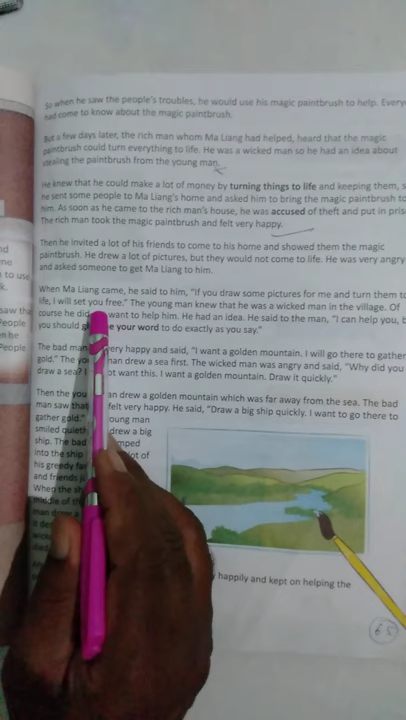 So when he saw the people's troubles, he would use his magic paintbrush to help. Every
had come to know about the magic paintbrush.
But a few days later, the rich man whom Ma Liang had helped, heard that the magic
paintbrush could turn everything to life. He was a wicked man so he had an idea about
stealing the paintbrush from the young man.
He knew that he could make a lot of money by turning things to life and keeping them, s
he sent some people to Ma Liang's home and asked him to bring the magic paintbrush to
him. As soon as he came to the rich man's house, he was accused of theft and put in pris
The rich man took the magic paintbrush and felt very happy.
Then he invited a lot of his friends to come to his home and showed them the magic
paintbrush. He drew a lot of pictures, but they would not come to life. He was very angry
and asked someone to get Ma Liang to him.
When Ma Liang came, he said to him, "If you draw some pictures for me and turn them to
life, I will set you free." The young man knew that he was a wicked man in the village. Of
course he did want to help him. He had an idea. He said to the man, "I can help you, b
you should your word to do exactly as you say."
The bad man very happy and said, "I want a golden mountain. I will go there to gather
gold." The man drew a sea first. The wicked man was angry and said, "Why did you
draw a sea? I want this. I want a golden mountain. Draw it quickly."
Then the you drew a golden mountain which was far away from the sea. The bad
man saw that felt very happy. He said, "Draw a big ship quickly. I want to go there to
gather gold." young man
smiled quietly drew a big
ship. The bad
into the ship lot of
his greedy
and friends
When the sh
middle of
happily and kept on helping the
65